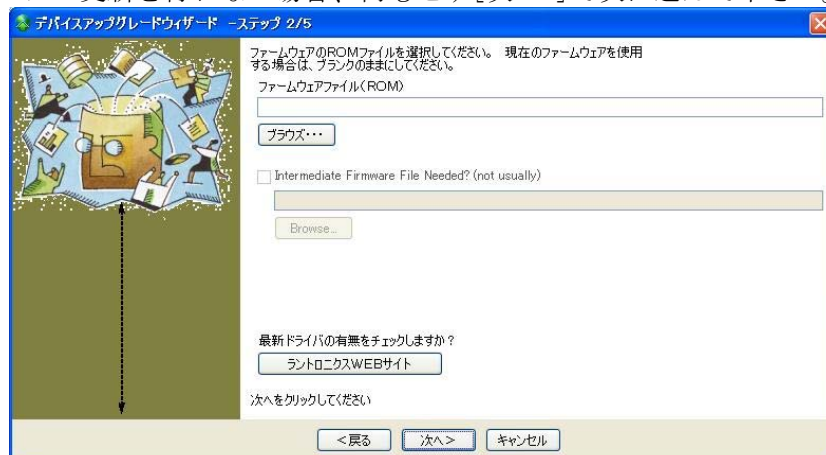 デバイスアップグレードウィザード -ステップ 2/5
ファームウェアのROMファイルを選択してください。 現在のファームウェアを使用
する場合は、ブランクのままにしてください。
ファームウェアファイル(ROM)
ブラウズ・・・
Intermediate Firmware File Needed? (not usually)
Browse...
最新ドライバの有無をチェックしますか?
ラントロニクスWEBサイト
次へをクリックしてください
<戻る 次へ> キャンセル